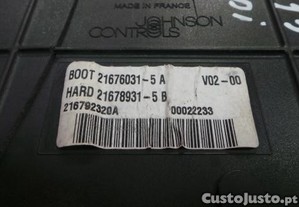 MADE IN FRANCE
JOHNSON
CONTROLS
BOOT 21676031-5 A V02-00
HARD 21678931-5 B
216792320A 00022233
CustoJusto.pt